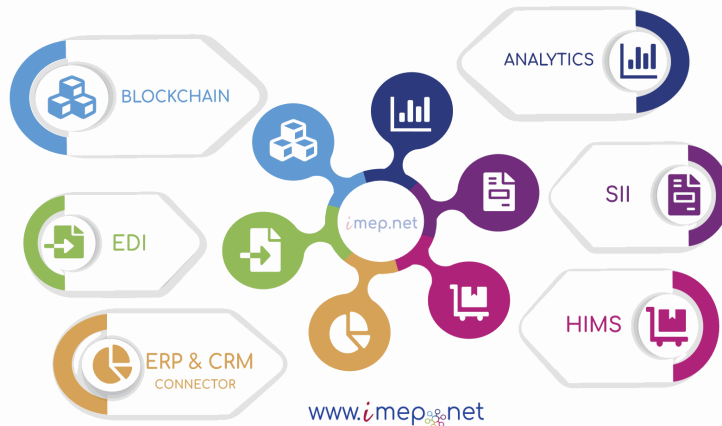 BLOCKCHAIN
ANALYTICS
EDI
imep.net
SII
ERP & CRM
CONNECTOR
HIMS
www.imep.net